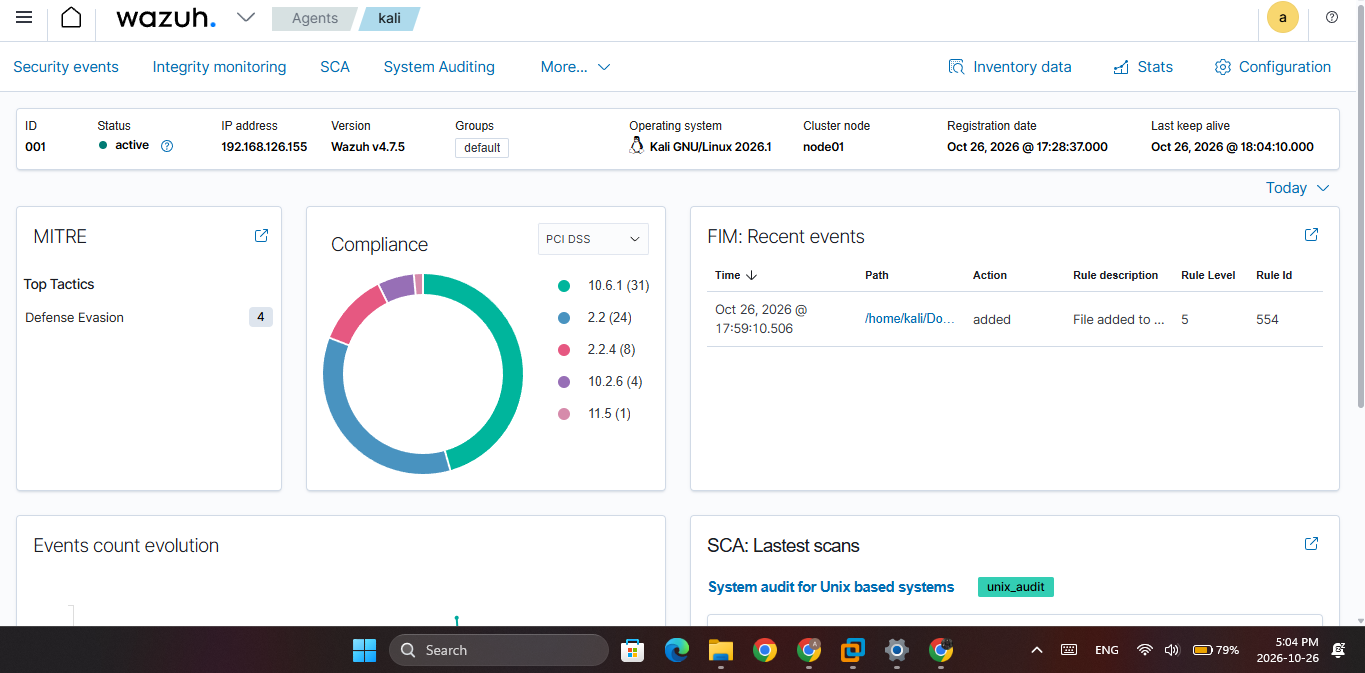 wazuh.
Agents
kali
a
Security events
Integrity monitoring
SCA
System Auditing
More...
Inventory data
Stats
Configuration
ID
Status
IP address
Version
Groups
Operating system
Cluster node
Registration date
Last keep alive
001
active
192.168.126.155
Wazuh v4.7.5
default
Kali GNU/Linux 2026.1
node01
Oct 26, 2026 @ 17:28:37.000
Oct 26, 2026 @ 18:04:10.000
Today
MITRE
Top Tactics
Defense Evasion 4
Compliance
PCI DSS
10.6.1 (31)
2.2 (24)
2.2.4 (8)
10.2.6 (4)
11.5 (1)
FIM: Recent events
Time
Path
Action
Rule description
Rule Level
Rule Id
Oct 26, 2026 @
17:59:10.506
/home/kali/Do...
added
File added to ...
5
554
Events count evolution
SCA: Lastest scans
System audit for Unix based systems
unix_audit
Search
ENG
79%
5:04 PM
2026-10-26